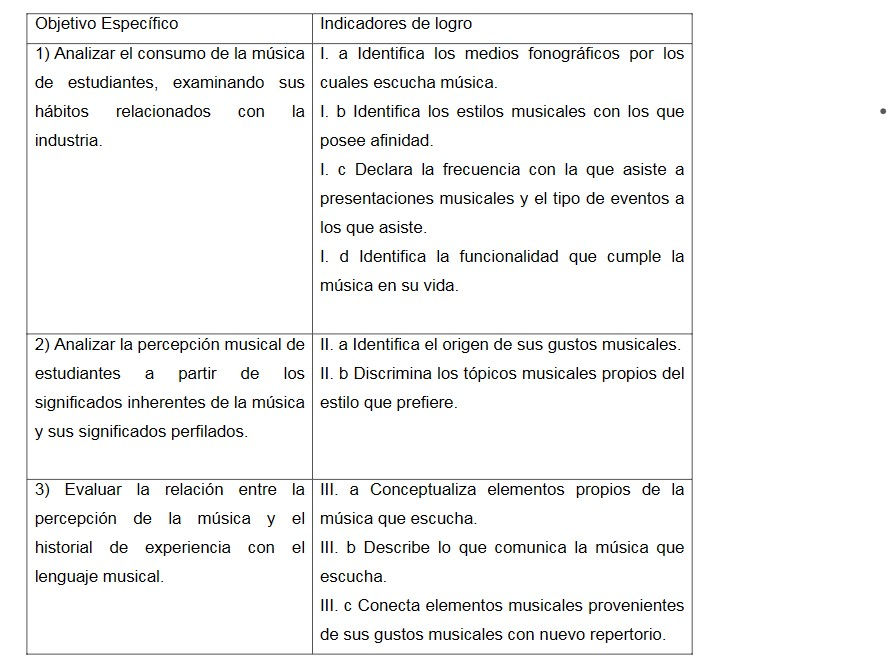 Objetivo Específico
Indicadores de logro
1) Analizar el consumo de la música
de estudiantes, examinando sus
hábitos relacionados con la
industria.
I. a Identifica los medios fonográficos por los
cuales escucha música.
I. b Identifica los estilos musicales con los que
posee afinidad.
I. c Declara la frecuencia con la que asiste a
presentaciones musicales y el tipo de eventos a
los que asiste.
I. d Identifica la funcionalidad que cumple la
música en su vida.
2) Analizar la percepción musical de
estudiantes a partir de los
significados inherentes de la música
y sus significados perfilados.
II. a Identifica el origen de sus gustos musicales.
II. b Discrimina los tópicos musicales propios del
estilo que prefiere.
3) Evaluar la relación entre la
percepción de la música y el
historial de experiencia con el
lenguaje musical.
III. a Conceptualiza elementos propios de la
música que escucha.
III. b Describe lo que comunica la música que
escucha.
III. c Conecta elementos musicales provenientes
de sus gustos musicales con nuevo repertorio.